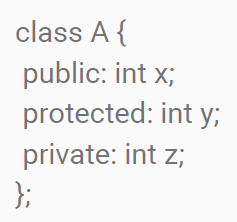 class A {
public: int x;
protected: int y;
private: int z;
};